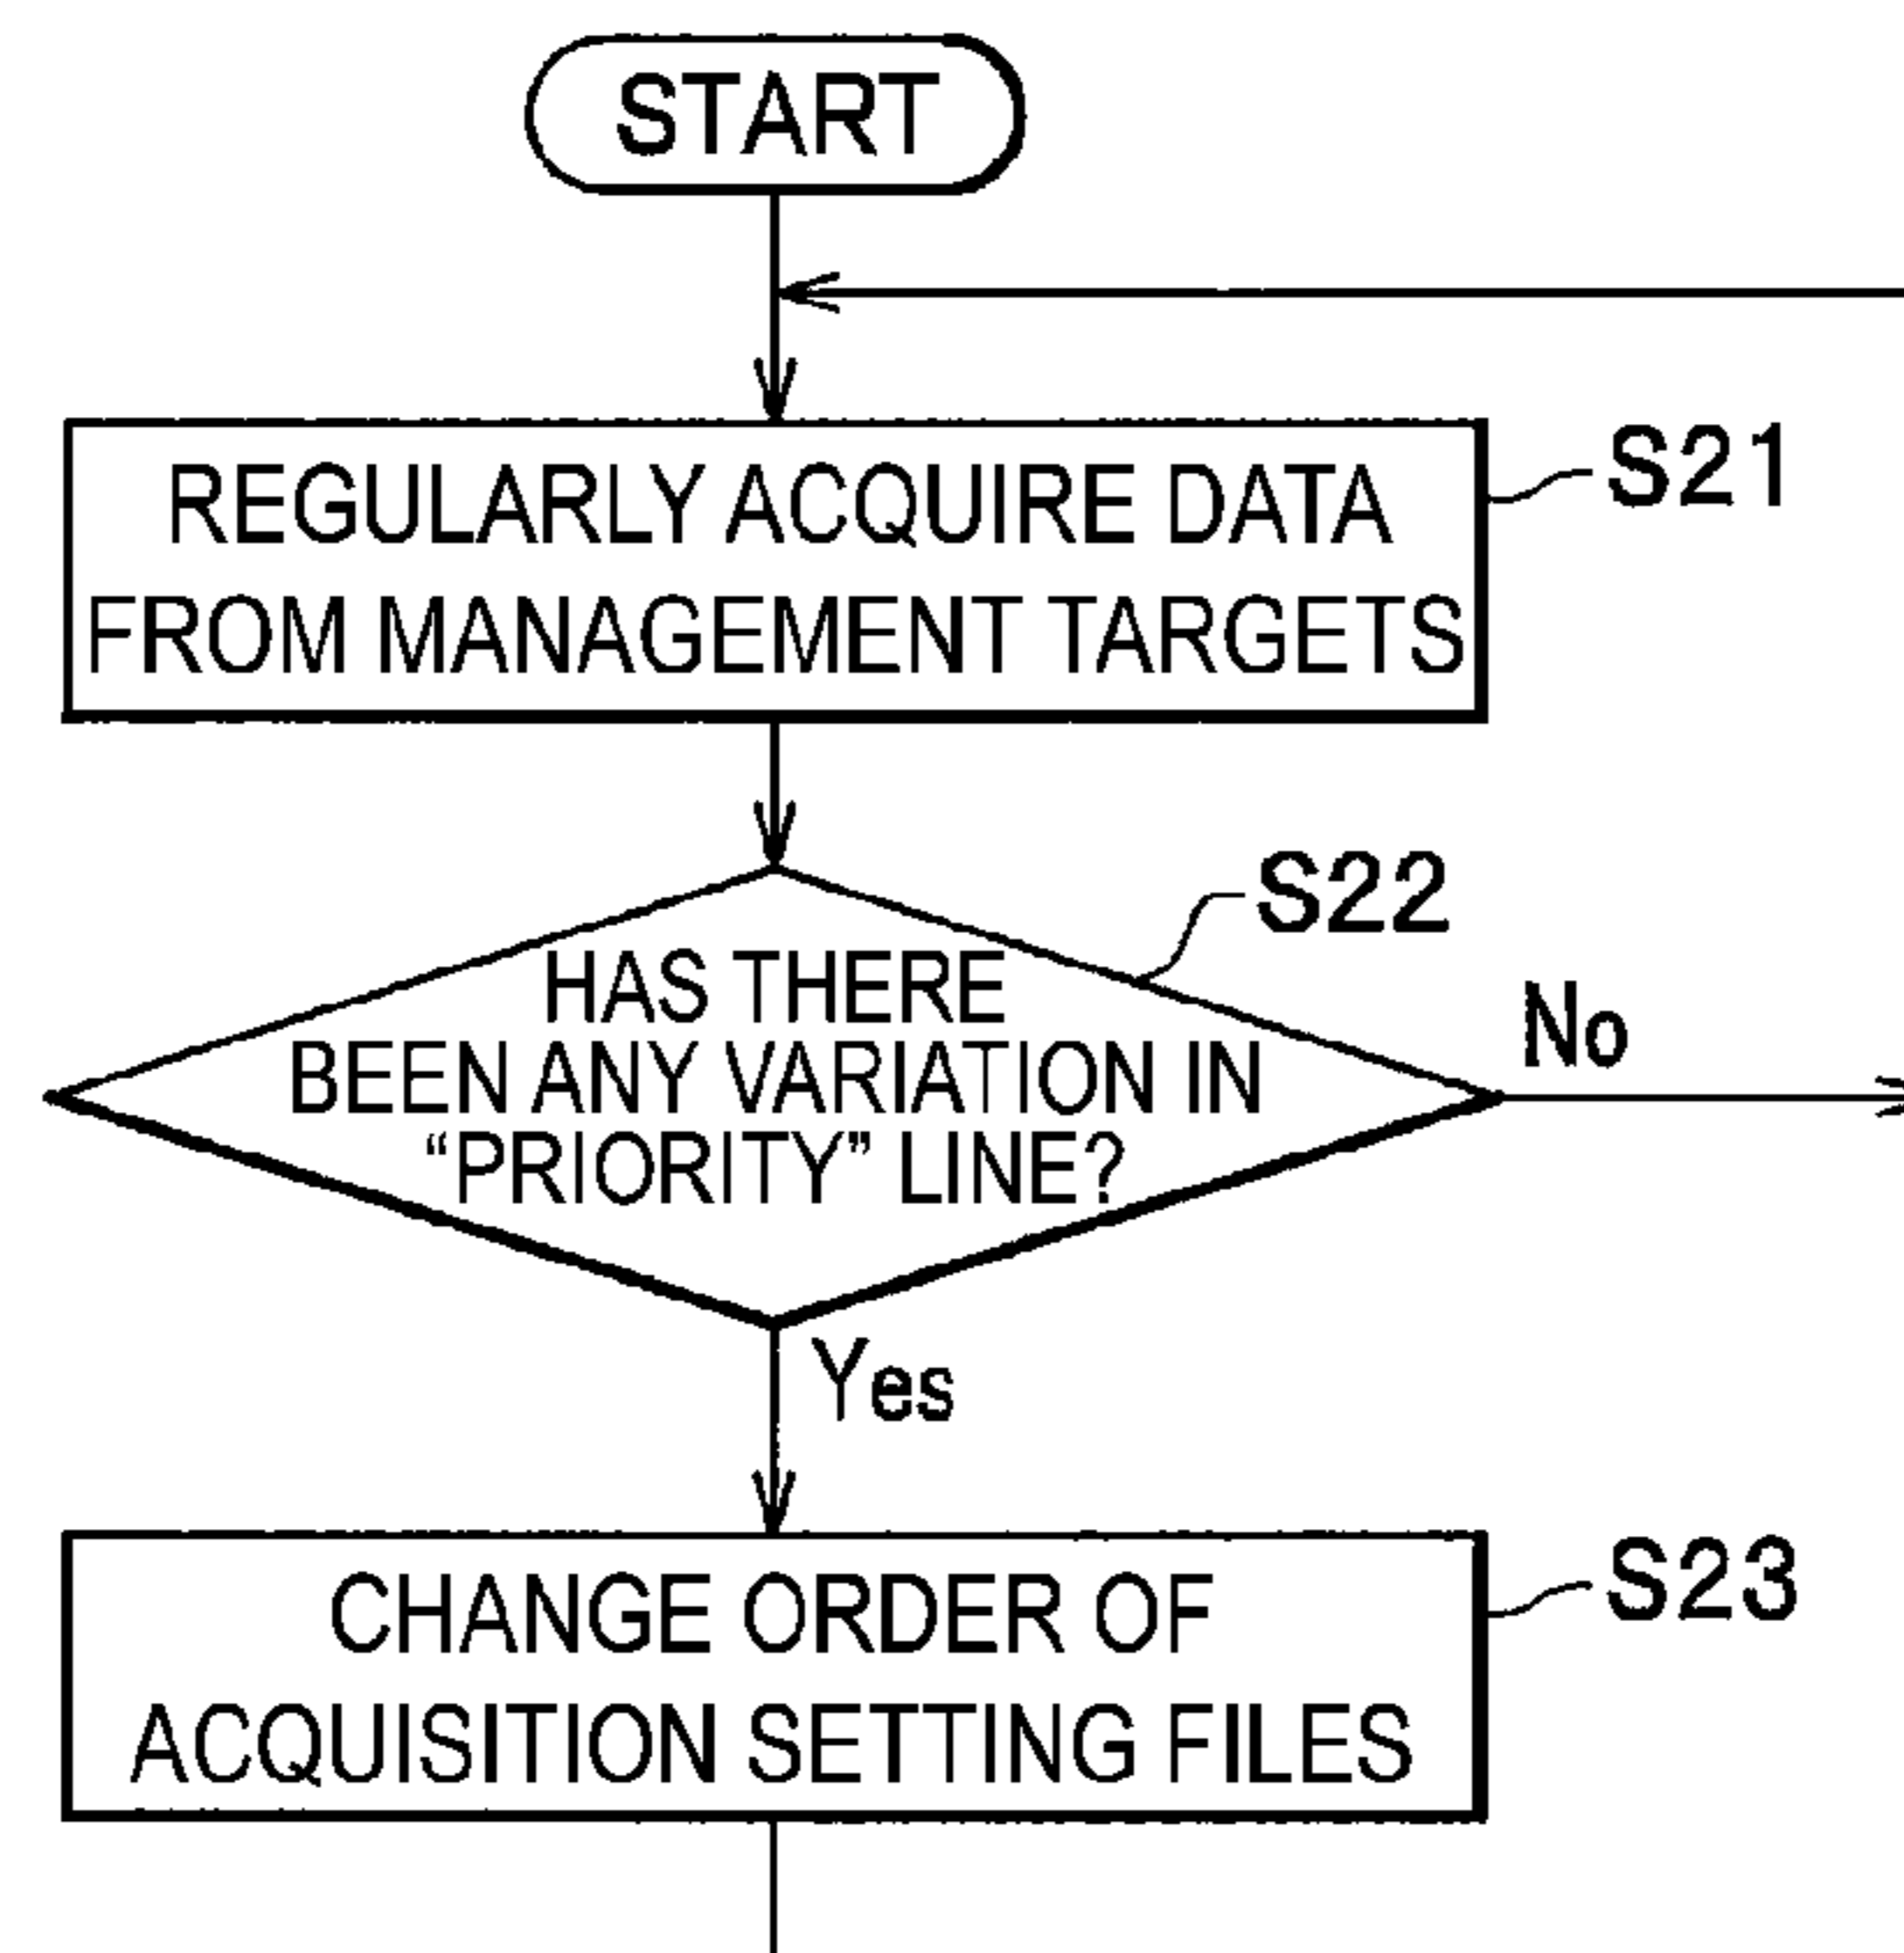 START
REGULARLY ACQUIRE DATA
FROM MANAGEMENT TARGETS
S21
S22
HAS THERE
BEEN ANY VARIATION IN
“PRIORITY” LINE?
No
Yes
CHANGE ORDER OF
ACQUISITION SETTING FILES
S23